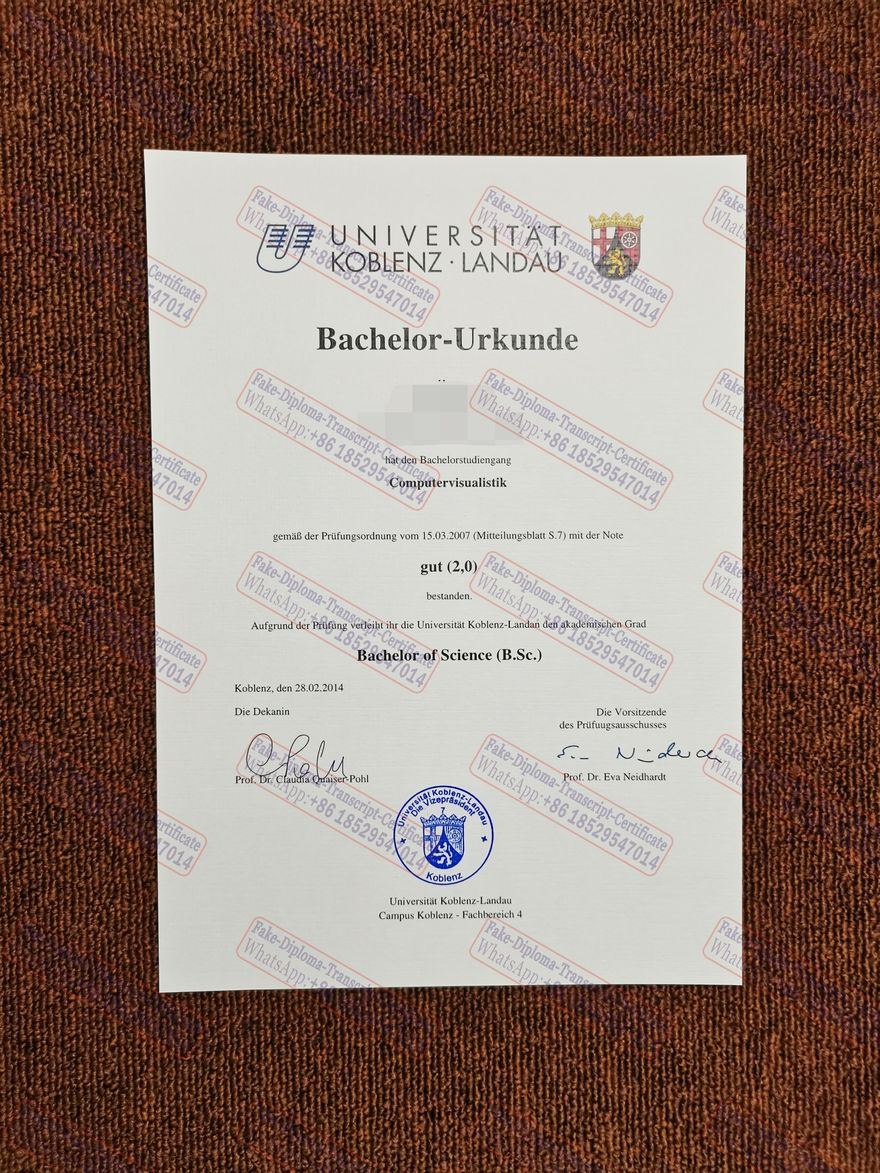 UNIVERSITÄT
KOBLENZ · LANDAU
Bachelor-Urkunde
hat den Bachelorstudiengang
Computervisualistik
gemäß der Prüfungsordnung vom 15.03.2007 (Mitteilungsblatt S.7) mit der Note
gut (2,0)
bestanden.
Aufgrund der Prüfung verleiht ihr die Universität Koblenz-Landau den akademischen Grad
Bachelor of Science (B.Sc.)
Koblenz, den 28.02.2014
Die Dekanin
Die Vorsitzende
des Prüfuugsausschusses
Prof. Dr. Claudia Quaiser-Pohl
Prof. Dr. Eva Neidhardt
Universität Koblenz-Landau
Die Vizepräsident
7
Koblenz
Universität Koblenz-Landau
Campus Koblenz - Fachbereich 4
Fake-Diploma-Transcript-Certificate
WhatsApp:+86 18529547014